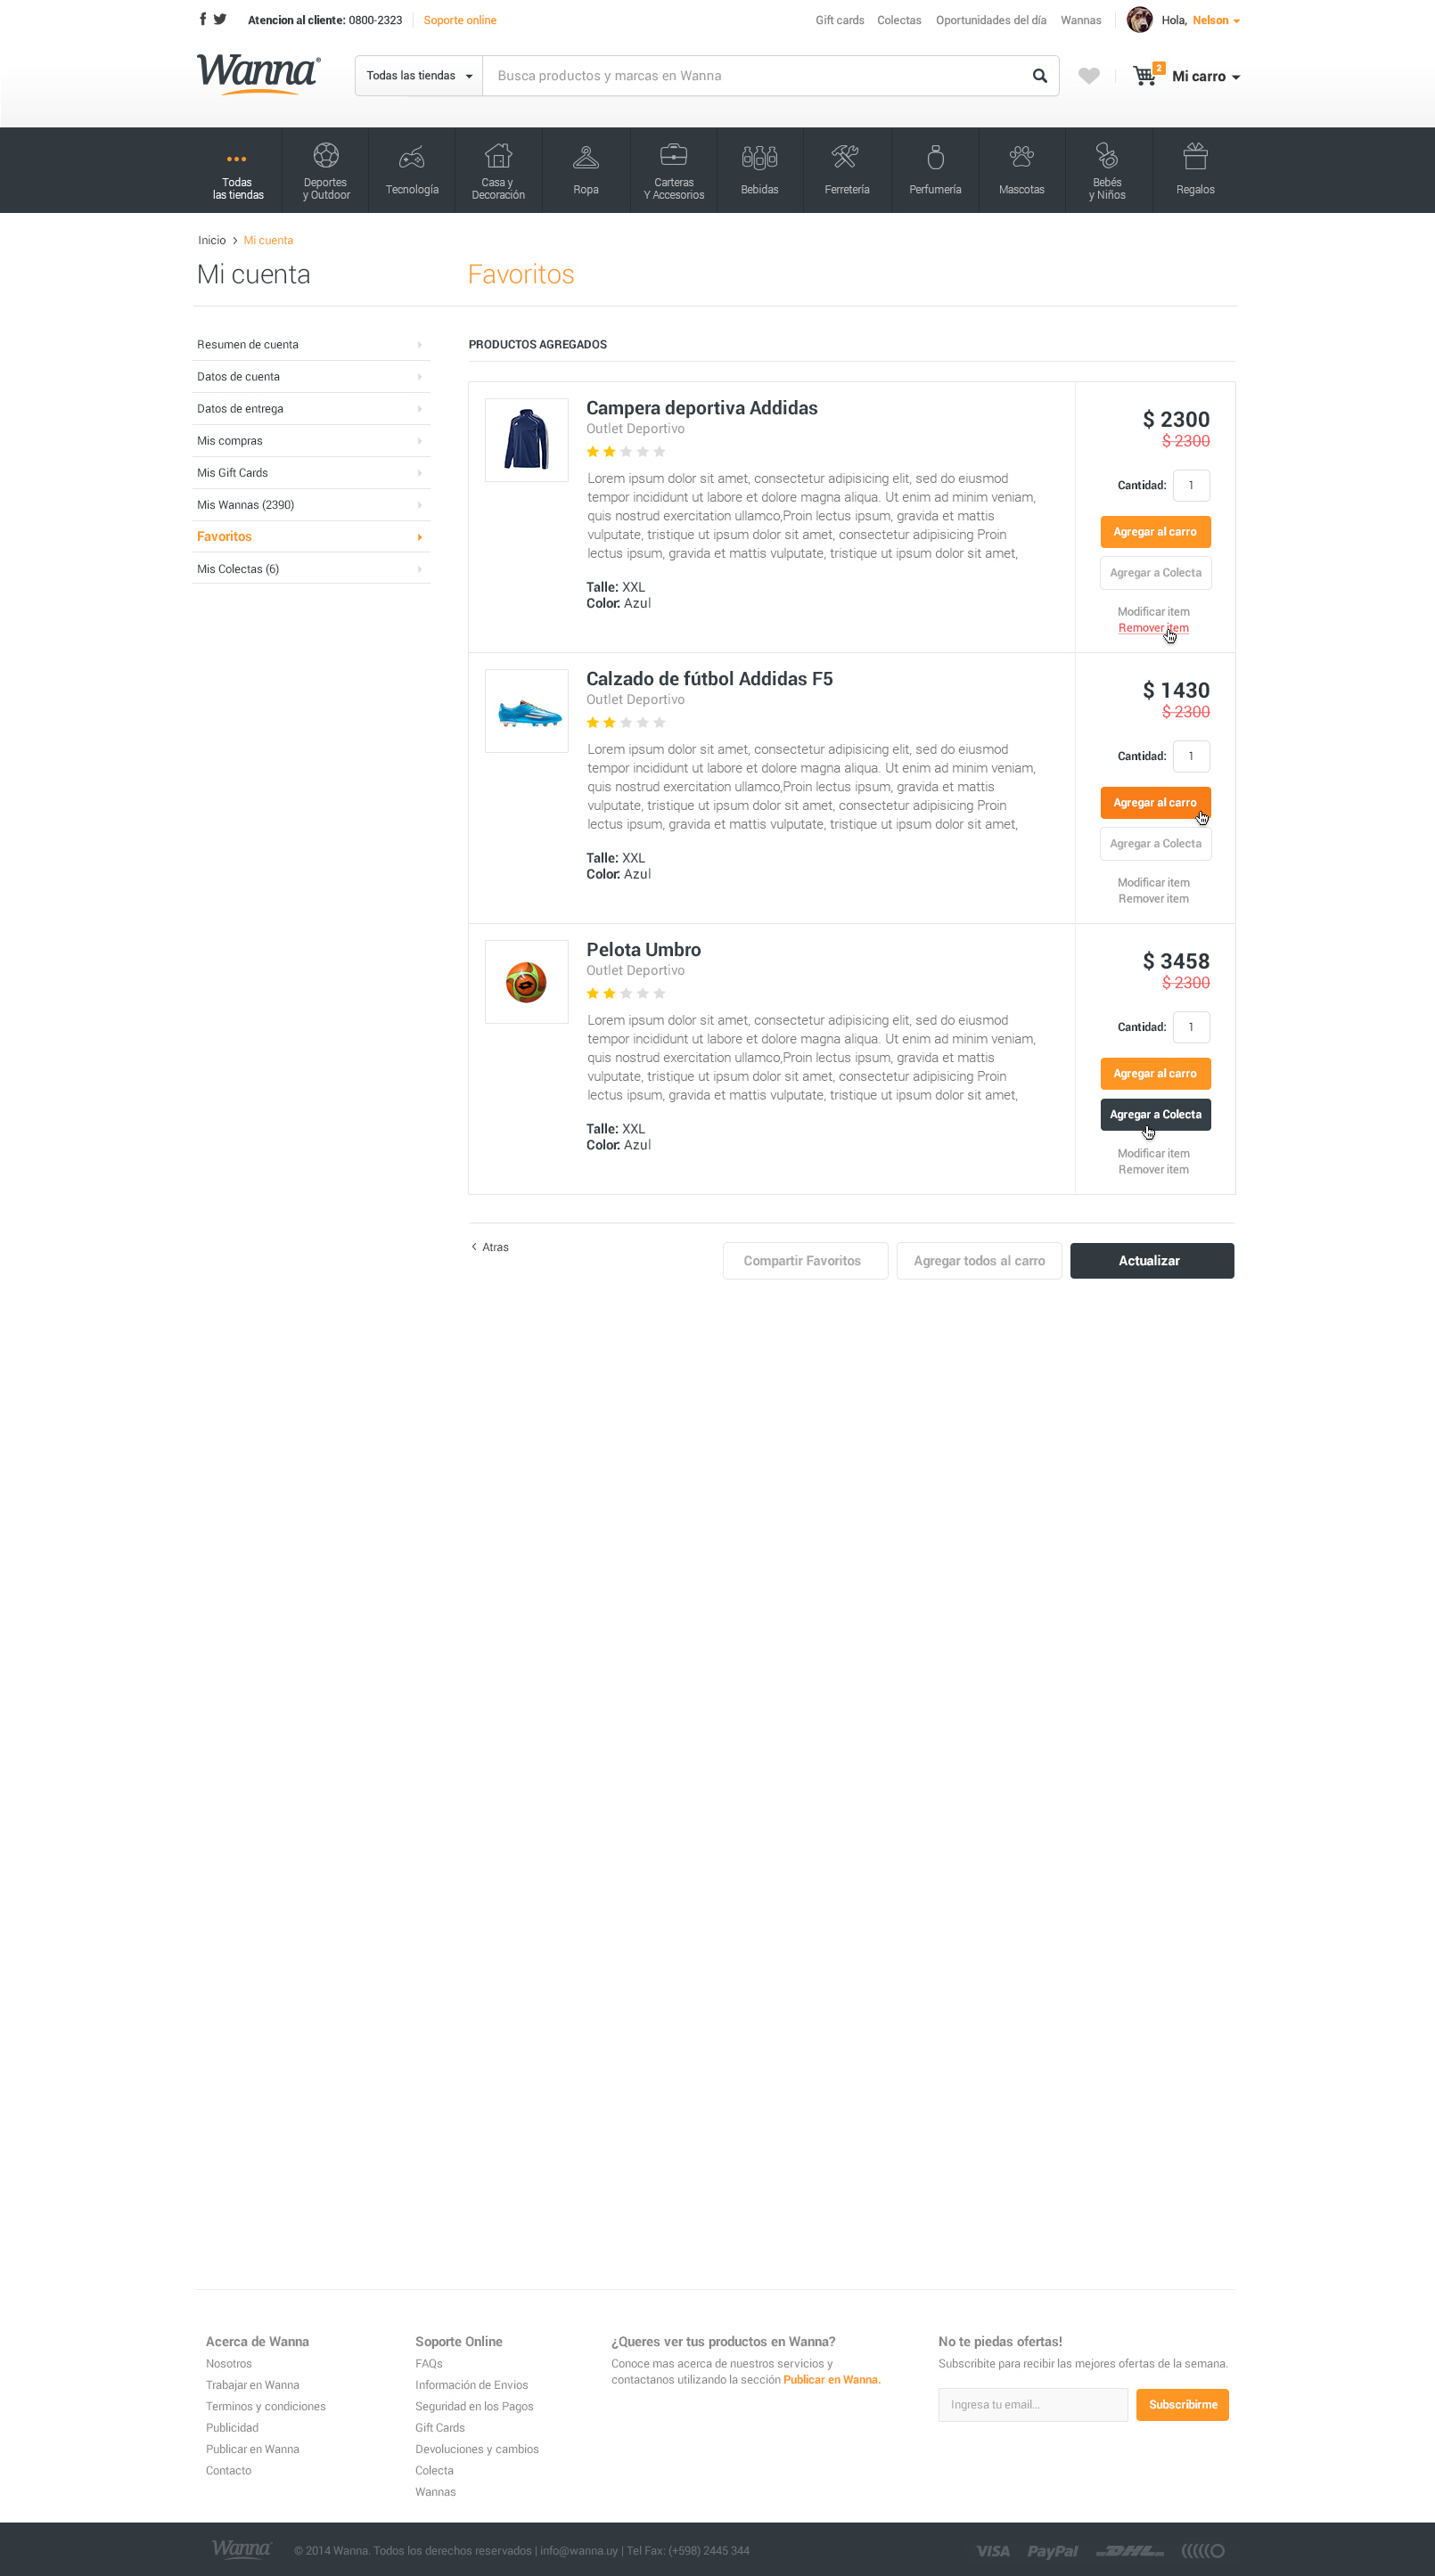 Atencion al cliente: 0800-2323 Soporte online
Gift cards Colectas Oportunidades del día Wannas Hola, Nelson
Wanna®
Todas las tiendas Busca productos y marcas en Wanna
2 Mi carro
Todas
las tiendas
Deportes
y Outdoor
Tecnología
Casa y
Decoración
Ropa
Carteras
Y Accesorios
Bebidas
Ferretería
Perfumería
Mascotas
Bebés
y Niños
Regalos
Inicio > Mi cuenta
Mi cuenta
Favoritos
Resumen de cuenta
Datos de cuenta
Datos de entrega
Mis compras
Mis Gift Cards
Mis Wannas (2390)
Favoritos
Mis Colectas (6)
PRODUCTOS AGREGADOS
Campera deportiva Addidas
Outlet Deportivo
Lorem ipsum dolor sit amet, consectetur adipisicing elit, sed do eiusmod
tempor incididunt ut labore et dolore magna aliqua. Ut enim ad minim veniam,
quis nostrud exercitation ullamco,Proin lectus ipsum, gravida et mattis
vulputate, tristique ut ipsum dolor sit amet, consectetur adipisicing Proin
lectus ipsum, gravida et mattis vulputate, tristique ut ipsum dolor sit amet,
Talle: XXL
Color: Azul
$ 2300
$ 2300
Cantidad: 1
Agregar al carro
Agregar a Colecta
Modificar item
Remover item
Calzado de fútbol Addidas F5
Outlet Deportivo
Lorem ipsum dolor sit amet, consectetur adipisicing elit, sed do eiusmod
tempor incididunt ut labore et dolore magna aliqua. Ut enim ad minim veniam,
quis nostrud exercitation ullamco,Proin lectus ipsum, gravida et mattis
vulputate, tristique ut ipsum dolor sit amet, consectetur adipisicing Proin
lectus ipsum, gravida et mattis vulputate, tristique ut ipsum dolor sit amet,
Talle: XXL
Color: Azul
$ 1430
$ 2300
Cantidad: 1
Agregar al carro
Agregar a Colecta
Modificar item
Remover item
Pelota Umbro
Outlet Deportivo
Lorem ipsum dolor sit amet, consectetur adipisicing elit, sed do eiusmod
tempor incididunt ut labore et dolore magna aliqua. Ut enim ad minim veniam,
quis nostrud exercitation ullamco,Proin lectus ipsum, gravida et mattis
vulputate, tristique ut ipsum dolor sit amet, consectetur adipisicing Proin
lectus ipsum, gravida et mattis vulputate, tristique ut ipsum dolor sit amet,
Talle: XXL
Color: Azul
$ 3458
$ 2300
Cantidad: 1
Agregar al carro
Agregar a Colecta
Modificar item
Remover item
< Atras
Compartir Favoritos
Agregar todos al carro
Actualizar
Acerca de Wanna
Nosotros
Trabajar en Wanna
Terminos y condiciones
Publicidad
Publicar en Wanna
Contacto
Soporte Online
FAQs
Información de Envios
Seguridad en los Pagos
Gift Cards
Devoluciones y cambios
Colecta
Wannas
¿Queres ver tus productos en Wanna?
Conoce mas acerca de nuestros servicios y
contactanos utilizando la sección Publicar en Wanna.
No te piedas ofertas!
Subscribite para recibir las mejores ofertas de la semana.
Ingresa tu email...
Subscribirme
Wanna
© 2014 Wanna. Todos los derechos reservados | info@wanna.uy | Tel Fax: (+598) 2445 344
VISA PayPal DHL